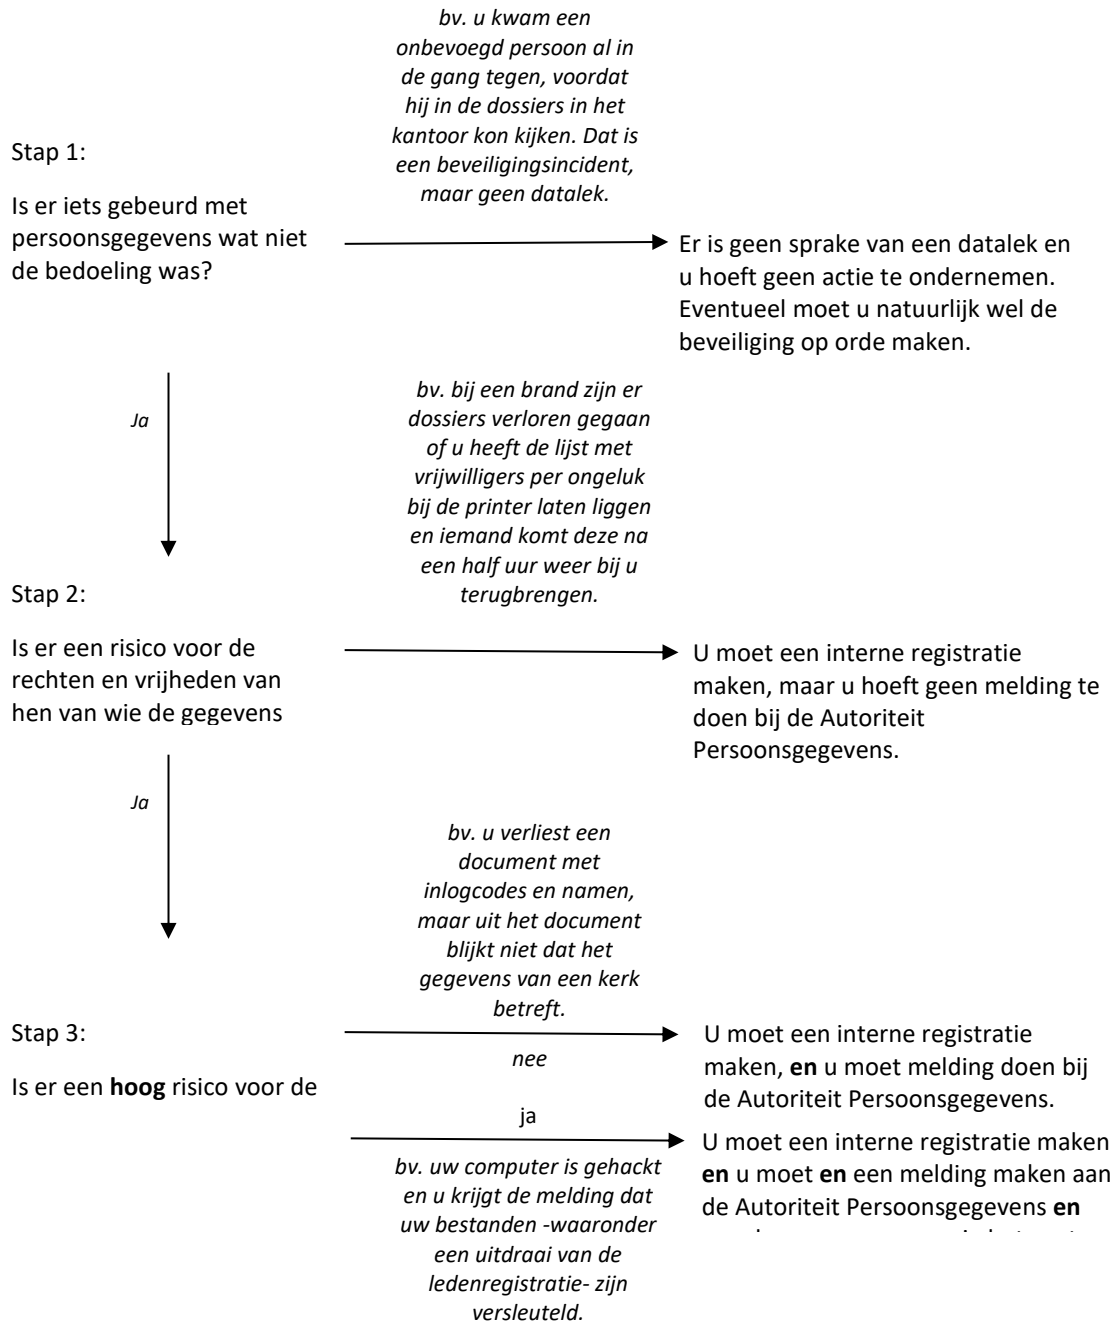 bv. u kwam een
onbevoegd persoon al in
de gang tegen, voordat
hij in de dossiers in het
kantoor kon kijken. Dat is
een beveiligingsincident,
maar geen datalek.
Stap 1:
Is er iets gebeurd met
persoonsgegevens wat niet
de bedoeling was?
Er is geen sprake van een datalek en
u hoeft geen actie te ondernemen.
Eventueel moet u natuurlijk wel de
beveiliging op orde maken.
Ja
bv. bij een brand zijn er
dossiers verloren gegaan
of u heeft de lijst met
vrijwilligers per ongeluk
bij de printer laten liggen
en iemand komt deze na
een half uur weer bij u
terugbrengen.
Stap 2:
Is er een risico voor de
rechten en vrijheden van
hen van wie de gegevens
U moet een interne registratie
maken, maar u hoeft geen melding te
doen bij de Autoriteit
Persoonsgegevens.
Ja
bv. u verliest een
document met
inlogcodes en namen,
maar uit het document
blijkt niet dat het
gegevens van een kerk
betreft.
Stap 3:
Is er een hoog risico voor de
nee
U moet een interne registratie
maken, en u moet melding doen bij
de Autoriteit Persoonsgegevens.
ja
U moet een interne registratie maken
en u moet en een melding maken aan
de Autoriteit Persoonsgegevens en
bv. uw computer is gehackt
en u krijgt de melding dat
uw bestanden -waaronder
een uitdraai van de
ledenregistratie- zijn
versleuteld.